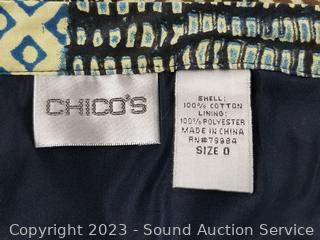 CHICO'S
SHELL:
100% COTTON
LINING:
100% POLYESTER
MADE IN CHINA
RN#79984
SIZE 0
Copyright 2023 - Sound Auction Service